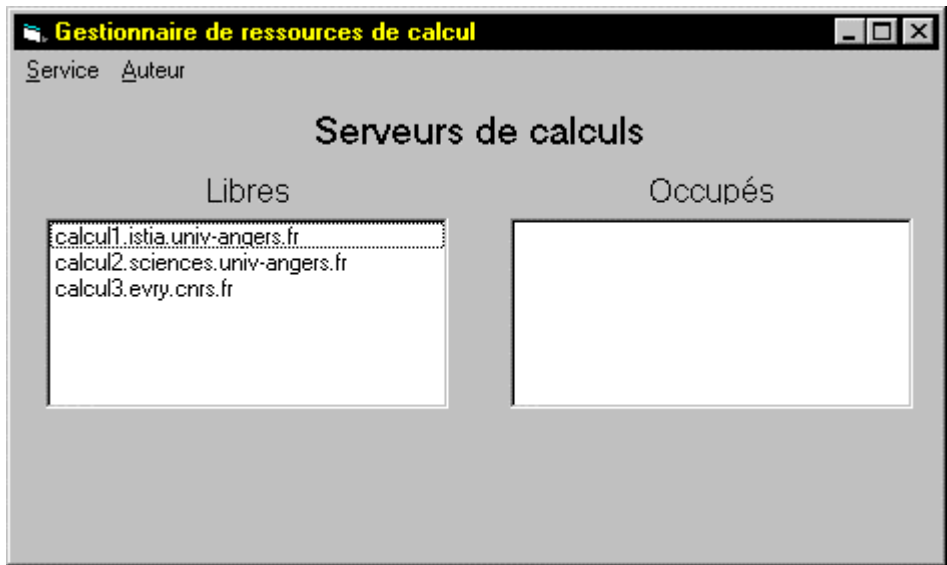 Gestionnaire de ressources de calcul
Service Auteur
Serveurs de calculs
Libres
Occupés
calcul1.istia.univ-angers.fr
calcul2.sciences.univ-angers.fr
calcul3.evry.cnrs.fr